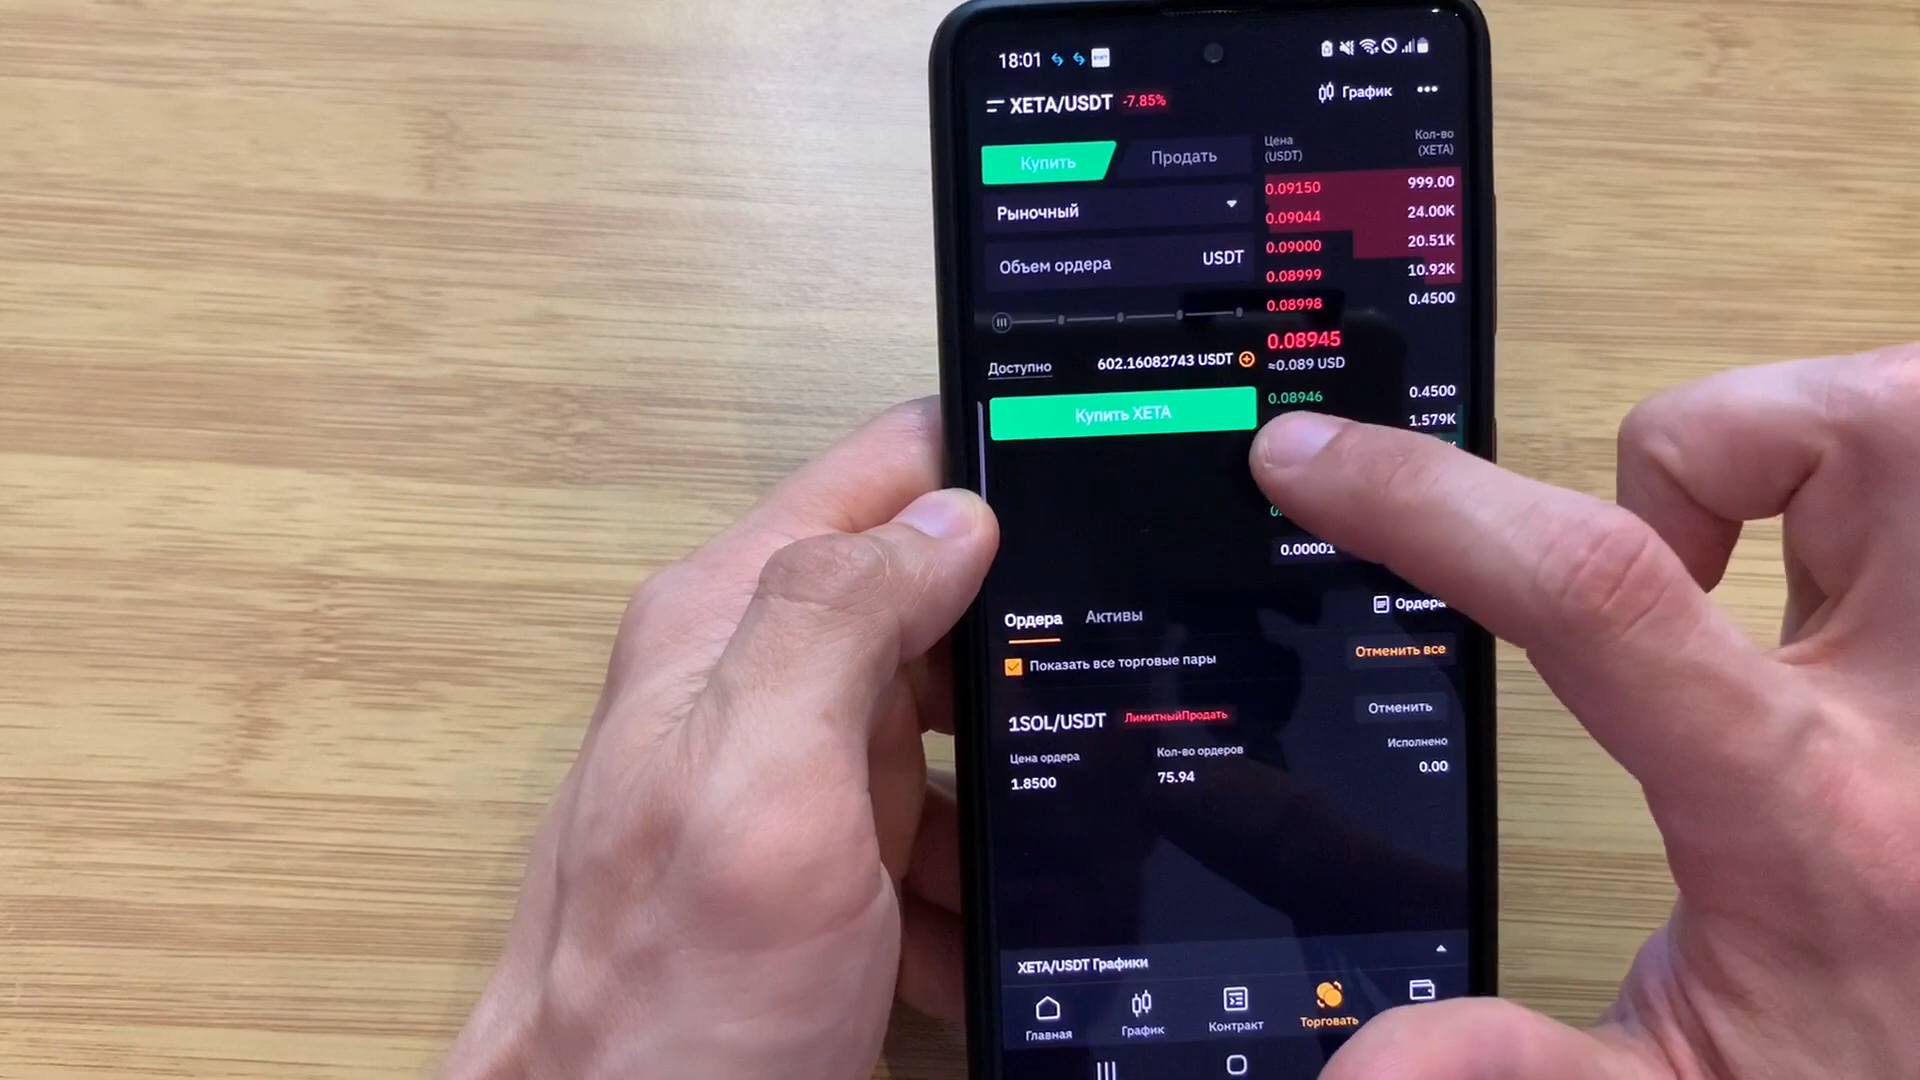 18:01
XETA/USDT -7.85%
График
Купить
Продать
Рыночный
Объем ордера USDT
Доступно 602.16082743 USDT
Купить XETA
Цена
(USDT)
Кол-во
(XETA)
0.09150 999.00
0.09044 24.00K
0.09000 20.51K
0.08999 10.92K
0.08998 0.4500
0.08945
≈0.089 USD
0.08946 0.4500
1.579K
0.00001
Ордера Активы
Ордера
Показать все торговые пары
Отменить все
1SOL/USDT ЛимитныйПродать
Отменить
Цена ордера Кол-во ордеров Исполнено
1.8500 75.94 0.00
XETA/USDT Графики
Главная График Контракт Торговать